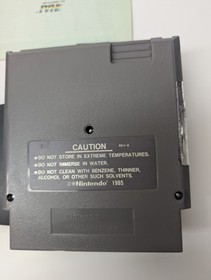 CAUTION
REV-A
•DO NOT STORE IN EXTREME TEMPERATURES.
•DO NOT IMMERSE IN WATER.
•DO NOT CLEAN WITH BENZENE, THINNER,
ALCOHOL OR OTHER SUCH SOLVENTS.
Nintendo 1985